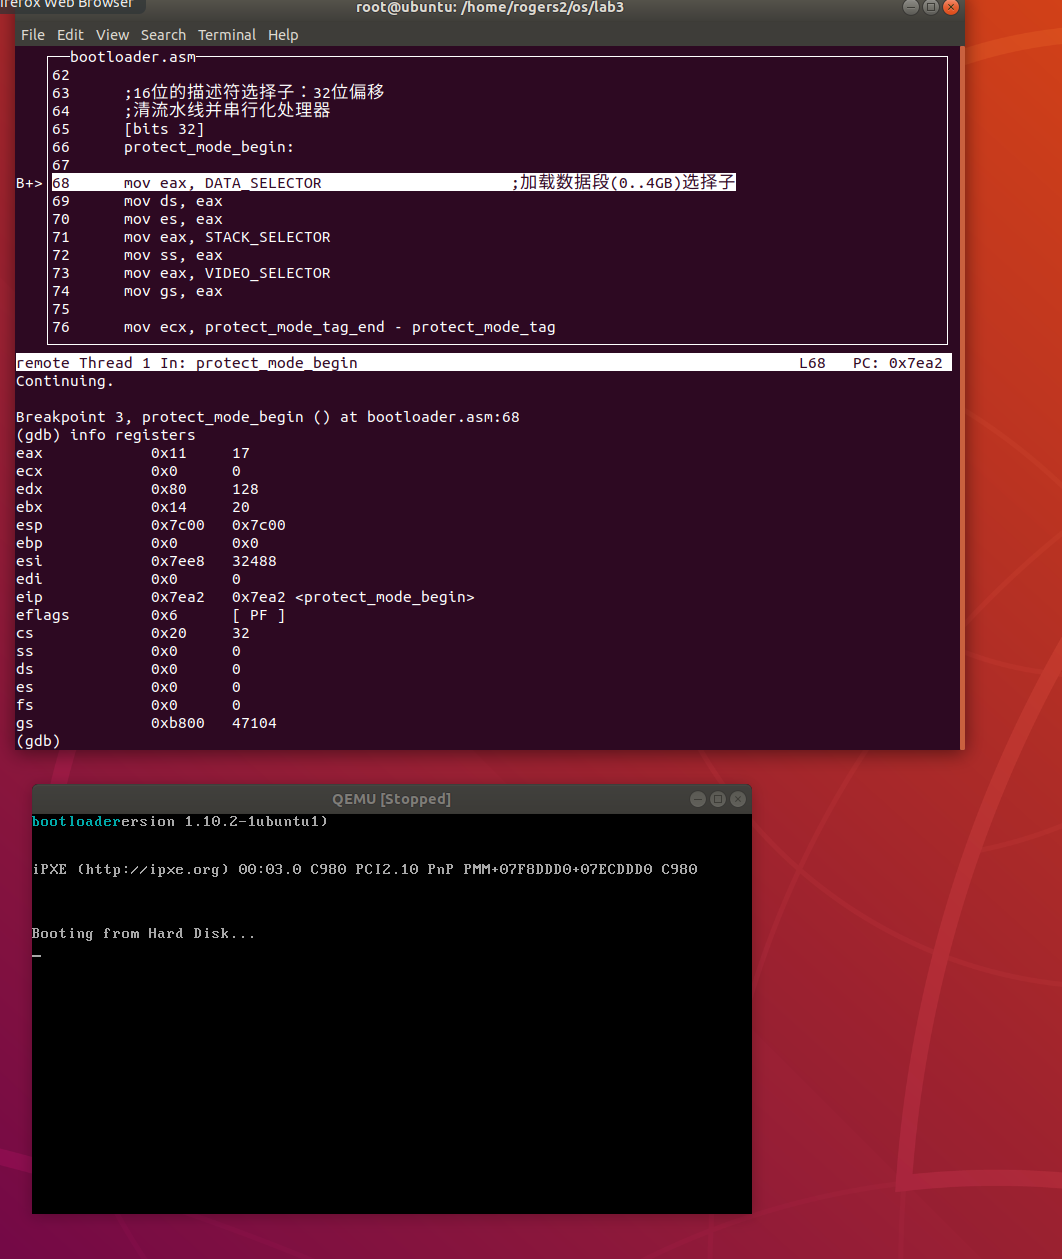 irefox Web Browser
root@ubuntu: /home/rogers2/os/lab3
File Edit View Search Terminal Help
bootloader.asm
62
63 ;16位的描述符选择子：32位偏移
64 ;清流水线并串行化处理器
65 [bits 32]
66 protect_mode_begin:
67
B+> 68 mov eax, DATA_SELECTOR ;加载数据段(0..4GB)选择子
69 mov ds, eax
70 mov es, eax
71 mov eax, STACK_SELECTOR
72 mov ss, eax
73 mov eax, VIDEO_SELECTOR
74 mov gs, eax
75
76 mov ecx, protect_mode_tag_end - protect_mode_tag
remote Thread 1 In: protect_mode_begin L68 PC: 0x7ea2
Continuing.
Breakpoint 3, protect_mode_begin () at bootloader.asm:68
(gdb) info registers
eax 0x11 17
ecx 0x0 0
edx 0x80 128
ebx 0x14 20
esp 0x7c00 0x7c00
ebp 0x0 0x0
esi 0x7ee8 32488
edi 0x0 0
eip 0x7ea2 0x7ea2 <protect_mode_begin>
eflags 0x6 [ PF ]
cs 0x20 32
ss 0x0 0
ds 0x0 0
es 0x0 0
fs 0x0 0
gs 0xb800 47104
(gdb)
QEMU [Stopped]
bootloaderersion 1.10.2-1ubuntu1)
iPXE (http://ipxe.org) 00:03.0 C980 PCI2.10 PnP PMM+07F8DDD0+07ECDDD0 C980
Booting from Hard Disk...